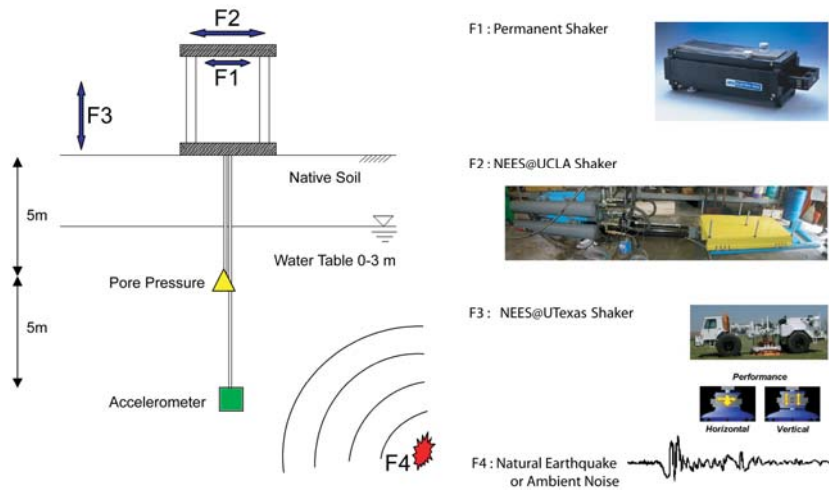 F2
F1
F3
Native Soil
5m
Water Table 0-3 m
Pore Pressure
5m
Accelerometer
F4
F1 : Permanent Shaker
F2 : NEES@UCLA Shaker
F3 : NEES@UTexas Shaker
Performance
Horizontal
Vertical
F4 : Natural Earthquake
or Ambient Noise